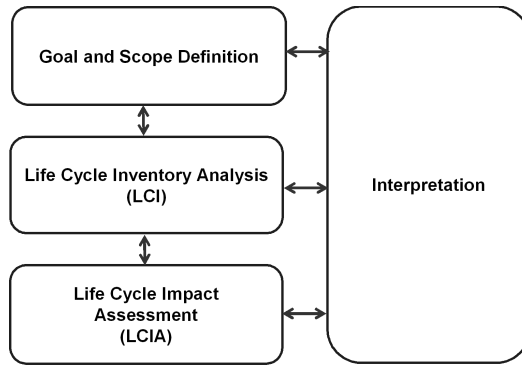 Goal and Scope Definition
Life Cycle Inventory Analysis
(LCI)
Interpretation
Life Cycle Impact
Assessment
(LCIA)